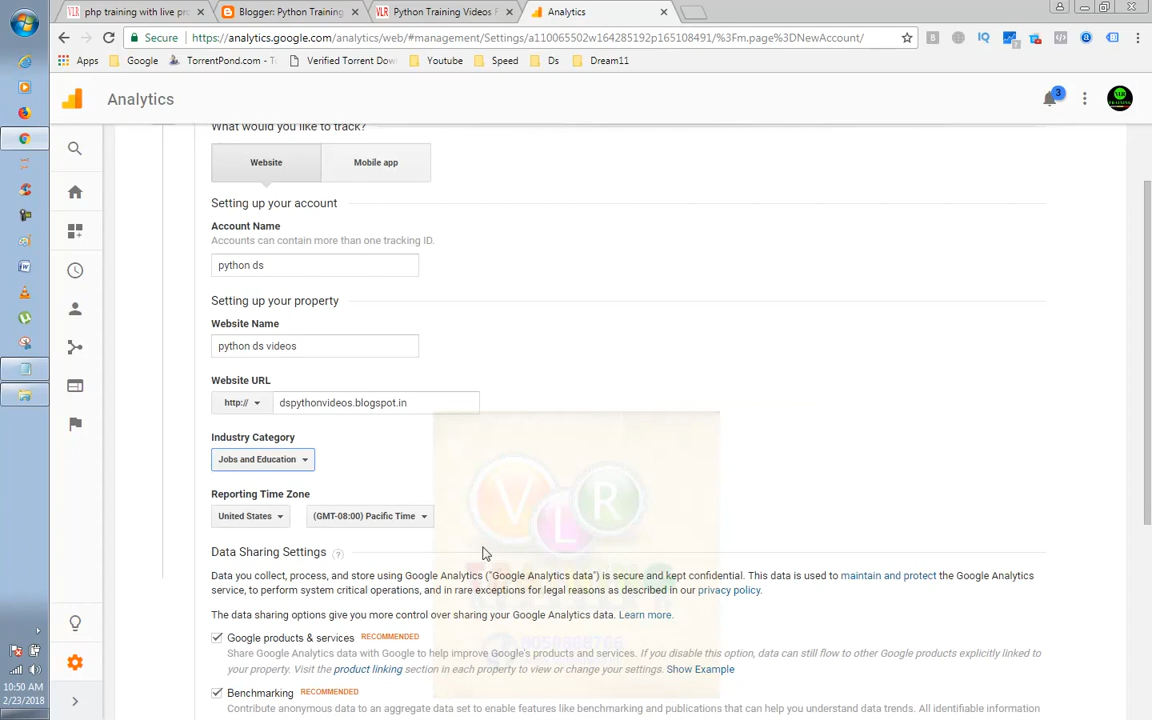 php training with live pro
Blogger: Python Training
VLR
Python Training Videos F
Analytics
Secure
https://analytics.google.com/analytics/web/#management/Settings/a110065502w164285192p165108491/%3Fm.page%3DNewAccount/
Apps
Google
TorrentPond.com - To
Verified Torrent Dow
Youtube
Speed
Ds
Dream11
Analytics
3
What would you like to track?
Website
Mobile app
Setting up your account
Account Name
Accounts can contain more than one tracking ID.
python ds
Setting up your property
Website Name
python ds videos
Website URL
http://
dspythonvideos.blogspot.in
Industry Category
Jobs and Education
Reporting Time Zone
United States
(GMT-08:00) Pacific Time
VLR
Data Sharing Settings ?
Data you collect, process, and store using Google Analytics ("Google Analytics data") is secure and kept confidential. This data is used to maintain and protect the Google Analytics
service, to perform system critical operations, and in rare exceptions for legal reasons as described in our privacy policy.
The data sharing options give you more control over sharing your Google Analytics data. Learn more.
Google products & services RECOMMENDED
Share Google Analytics data with Google to help improve Google's products and services. If you disable this option, data can still flow to other Google products explicitly linked to
your property. Visit the product linking section in each property to view or change your settings. Show Example
Benchmarking RECOMMENDED
Contribute anonymous data to an aggregate data set to enable features like benchmarking and publications that can help you understand data trends. All identifiable information
10:50 AM
2/23/2018